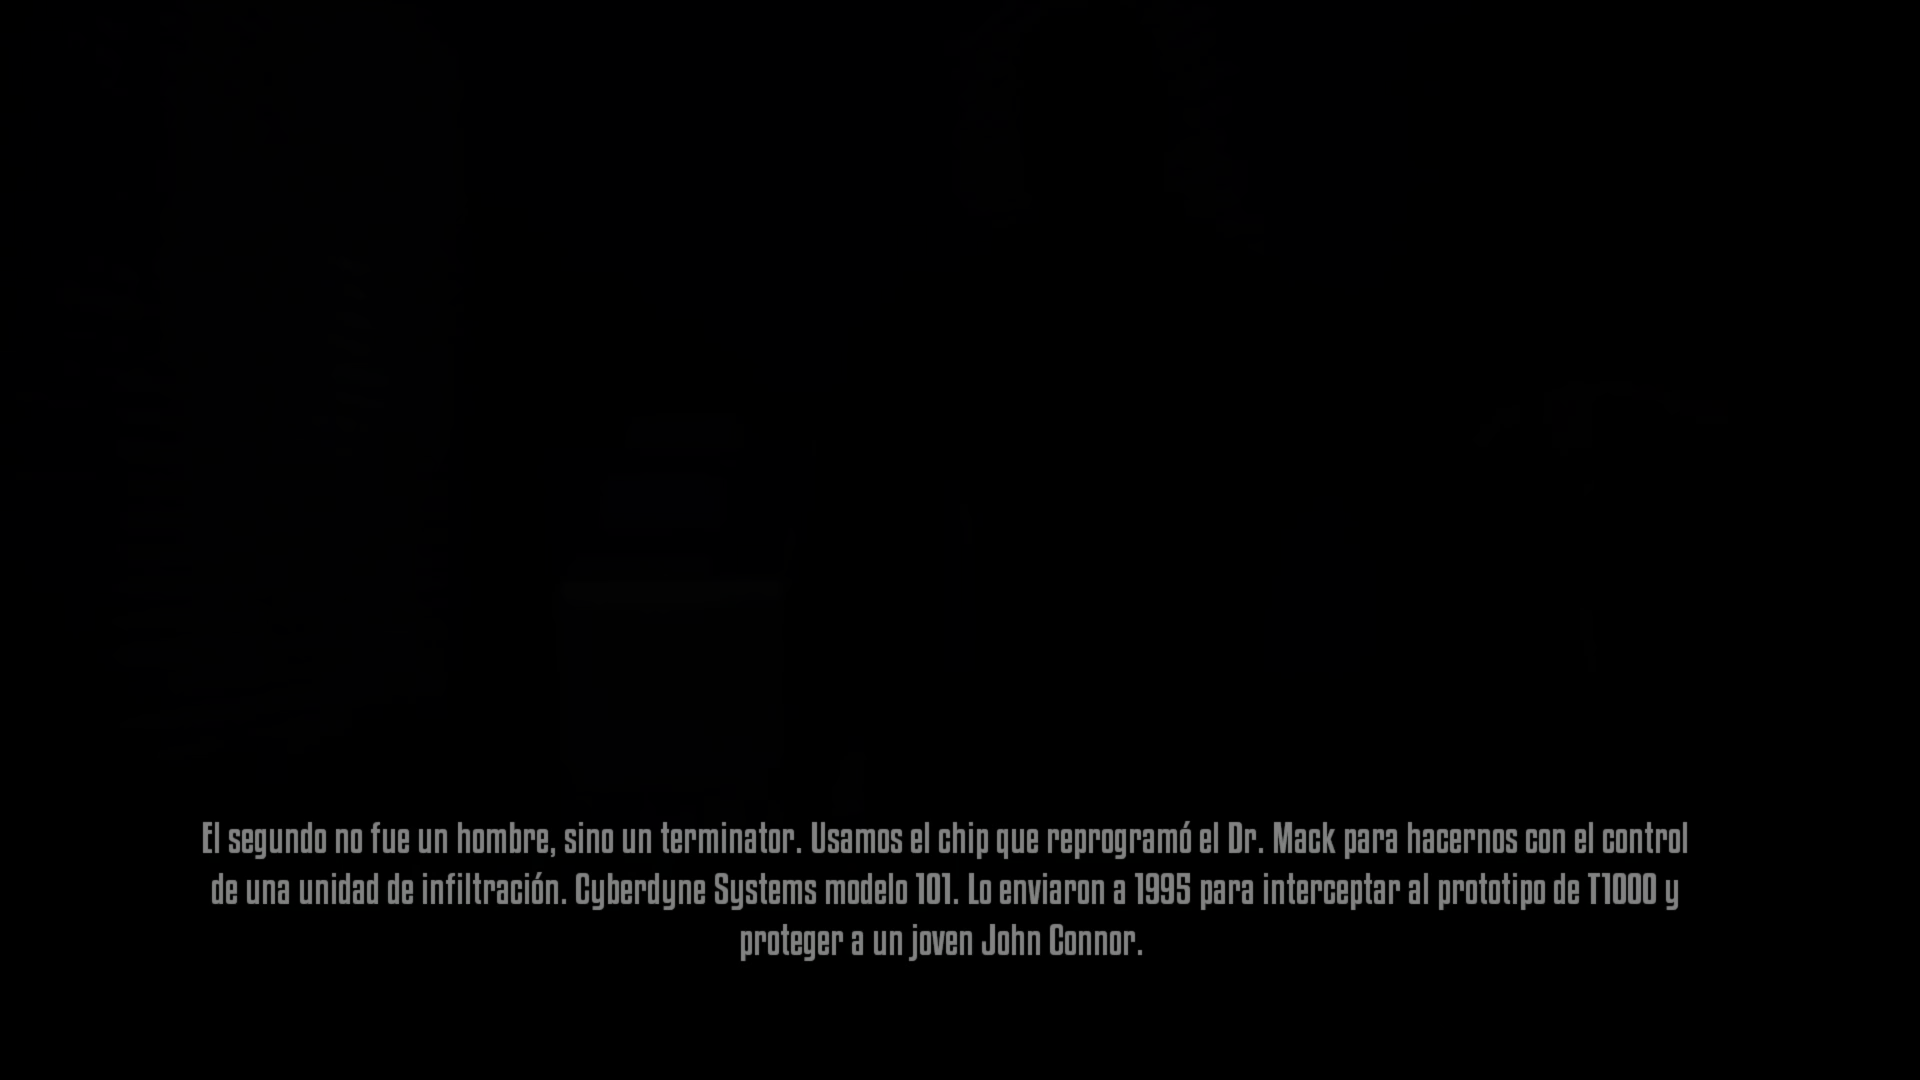 El segundo no fue un hombre, sino un terminator. Usamos el chip que reprogramó el Dr. Mack para hacernos con el control
de una unidad de infiltración. Cyberdyne Systems modelo 101. Lo enviaron a 1995 para interceptar al prototipo de T1000 y
proteger a un joven John Connor.